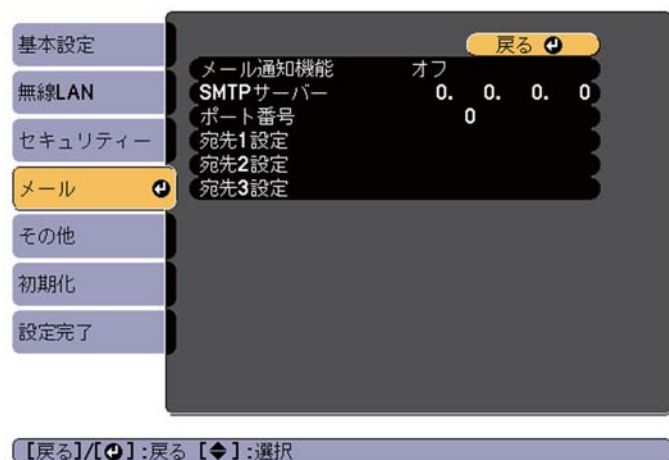 基本設定
無線LAN
セキュリティー
メール
その他
初期化
設定完了
戻る
メール通知機能 オフ
SMTPサーバー 0. 0. 0. 0
ポート番号 0
宛先1設定
宛先2設定
宛先3設定
[戻る]/[⏎]:戻る [◆]:選択